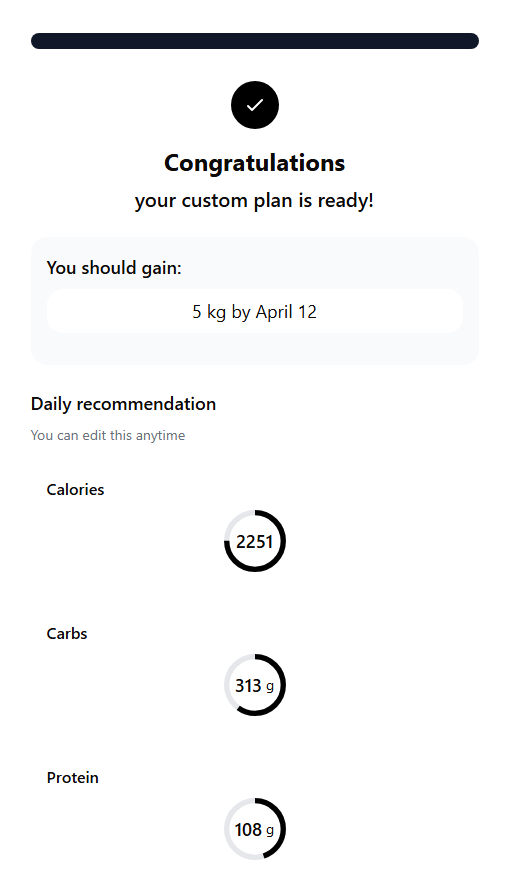 Congratulations
your custom plan is ready!
You should gain:
5 kg by April 12
Daily recommendation
You can edit this anytime
Calories
2251
Carbs
313 g
Protein
108 g